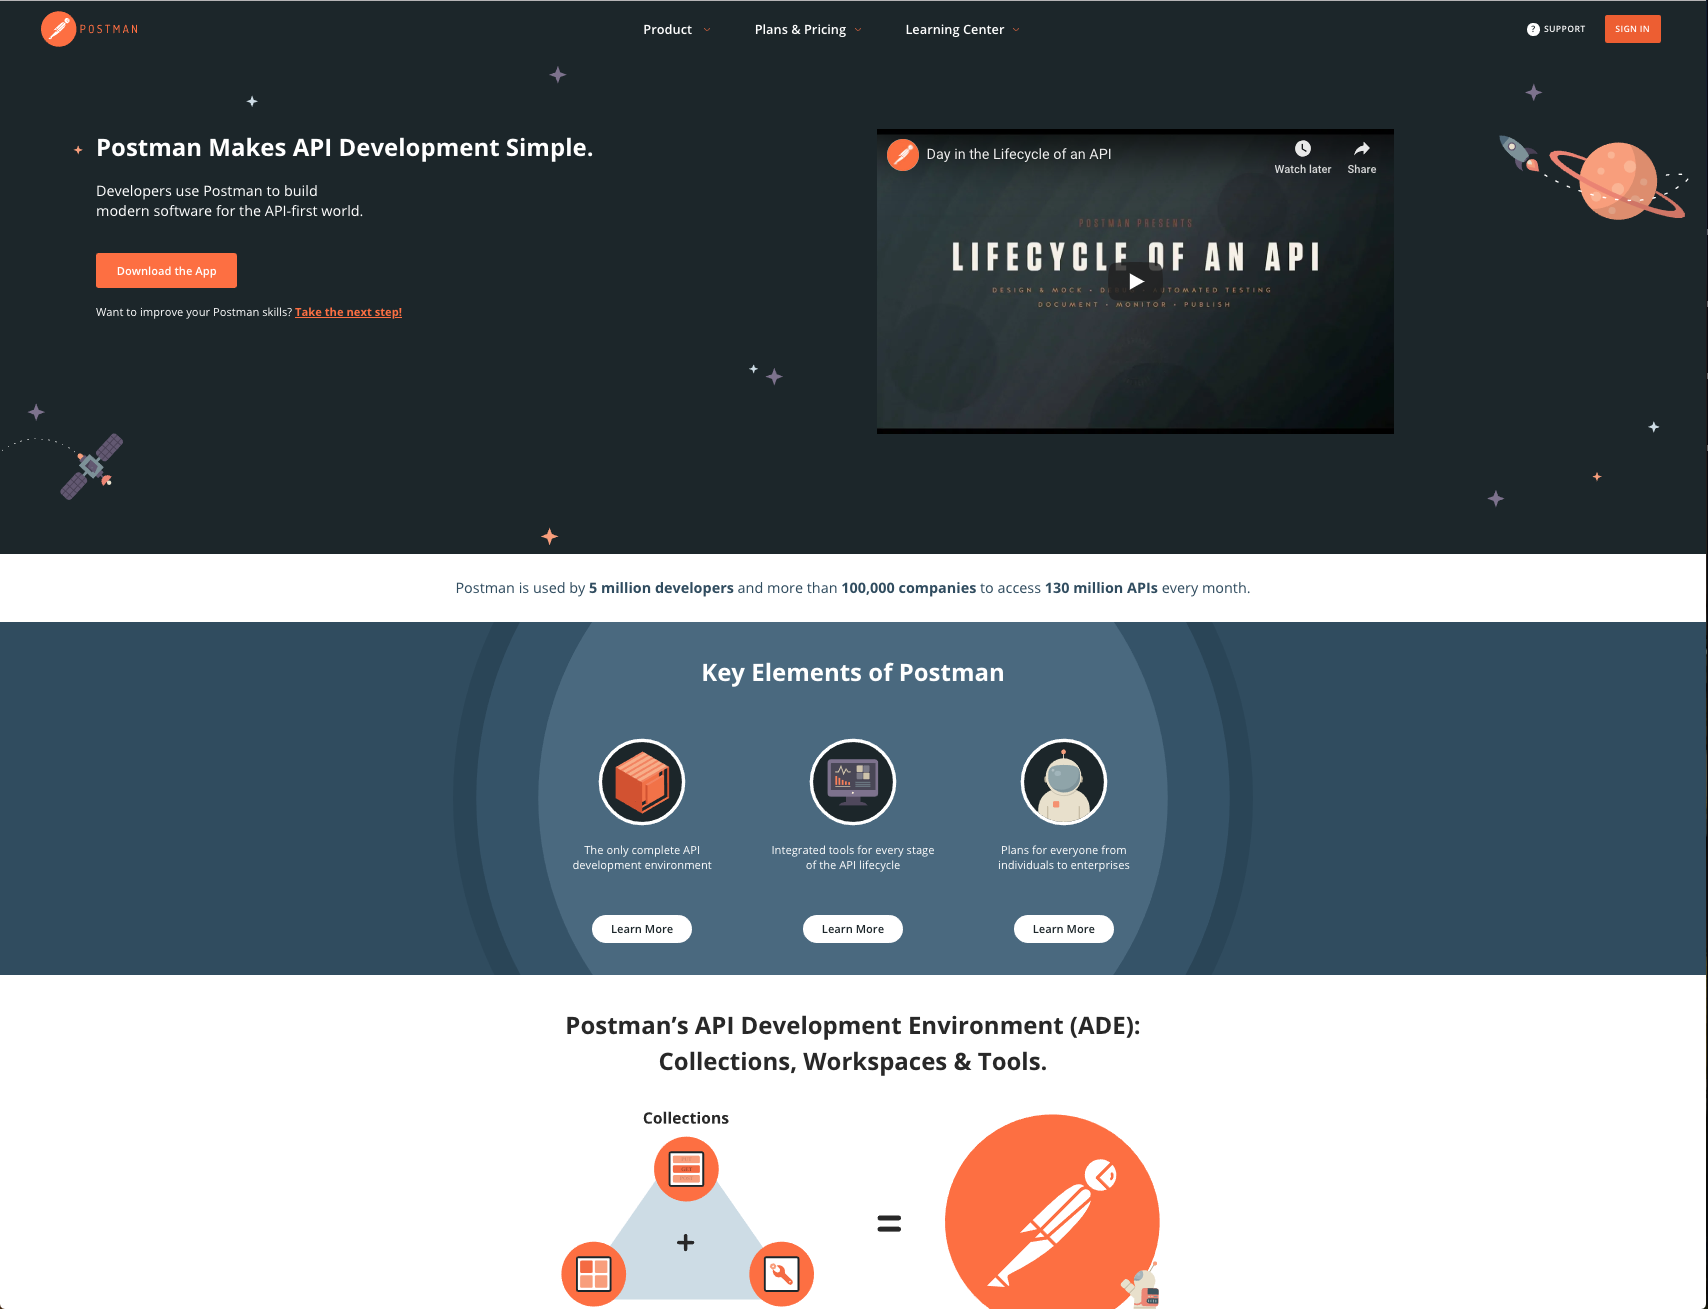 POSTMAN
Product
Plans & Pricing
Learning Center
? SUPPORT
SIGN IN
Postman Makes API Development Simple.
Developers use Postman to build
modern software for the API-first world.
Download the App
Want to improve your Postman skills? Take the next step!
Day in the Lifecycle of an API
Watch later
Share
POSTMAN PRESENTS
LIFECYCLE OF AN API
DESIGN & MOCK • AUTOMATED TESTING
DOCUMENT • MONITOR • PUBLISH
Postman is used by 5 million developers and more than 100,000 companies to access 130 million APIs every month.
Key Elements of Postman
The only complete API
development environment
Integrated tools for every stage
of the API lifecycle
Plans for everyone from
individuals to enterprises
Learn More
Learn More
Learn More
Postman’s API Development Environment (ADE):
Collections, Workspaces & Tools.
Collections
GET
+
=